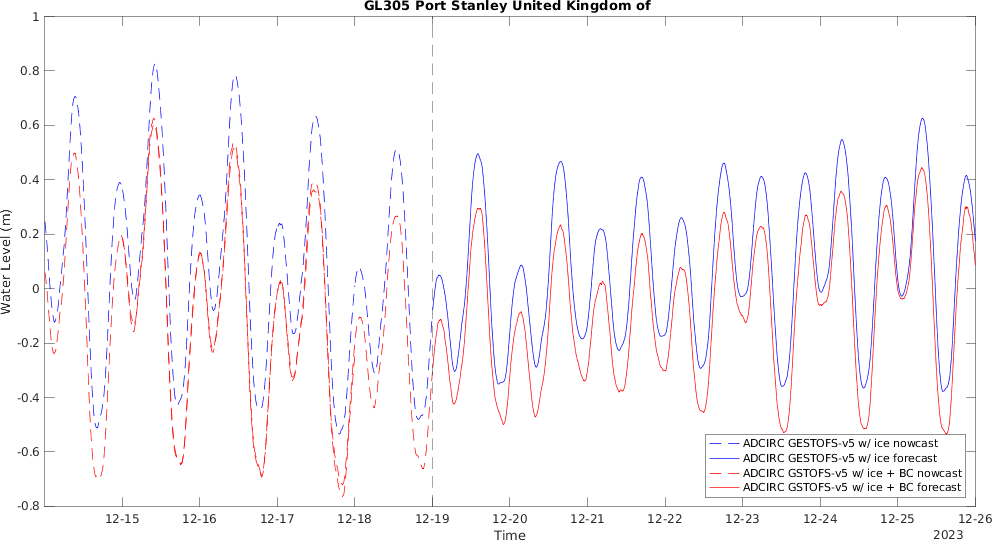 GL305 Port Stanley United Kingdom of
1
0.8
0.6
0.4
0.2
0
-0.2
-0.4
-0.6
-0.8
Water Level (m)
ADCIRC GESTOFS-v5 w/ ice nowcast
ADCIRC GESTOFS-v5 w/ ice forecast
ADCIRC GSTOFS-v5 w/ ice + BC nowcast
ADCIRC GSTOFS-v5 w/ ice + BC forecast
12-15 12-16 12-17 12-18 12-19 12-20 12-21 12-22 12-23 12-24 12-25 12-26
Time
2023